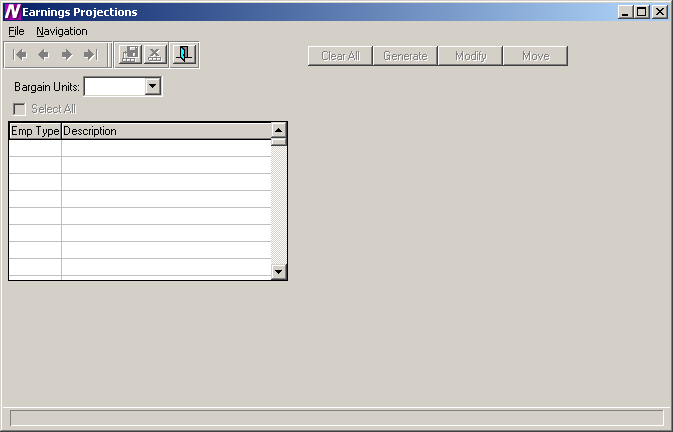 N Earnings Projections
File Navigation
Clear All Generate Modify Move
Bargain Units:
Select All
Emp Type Description